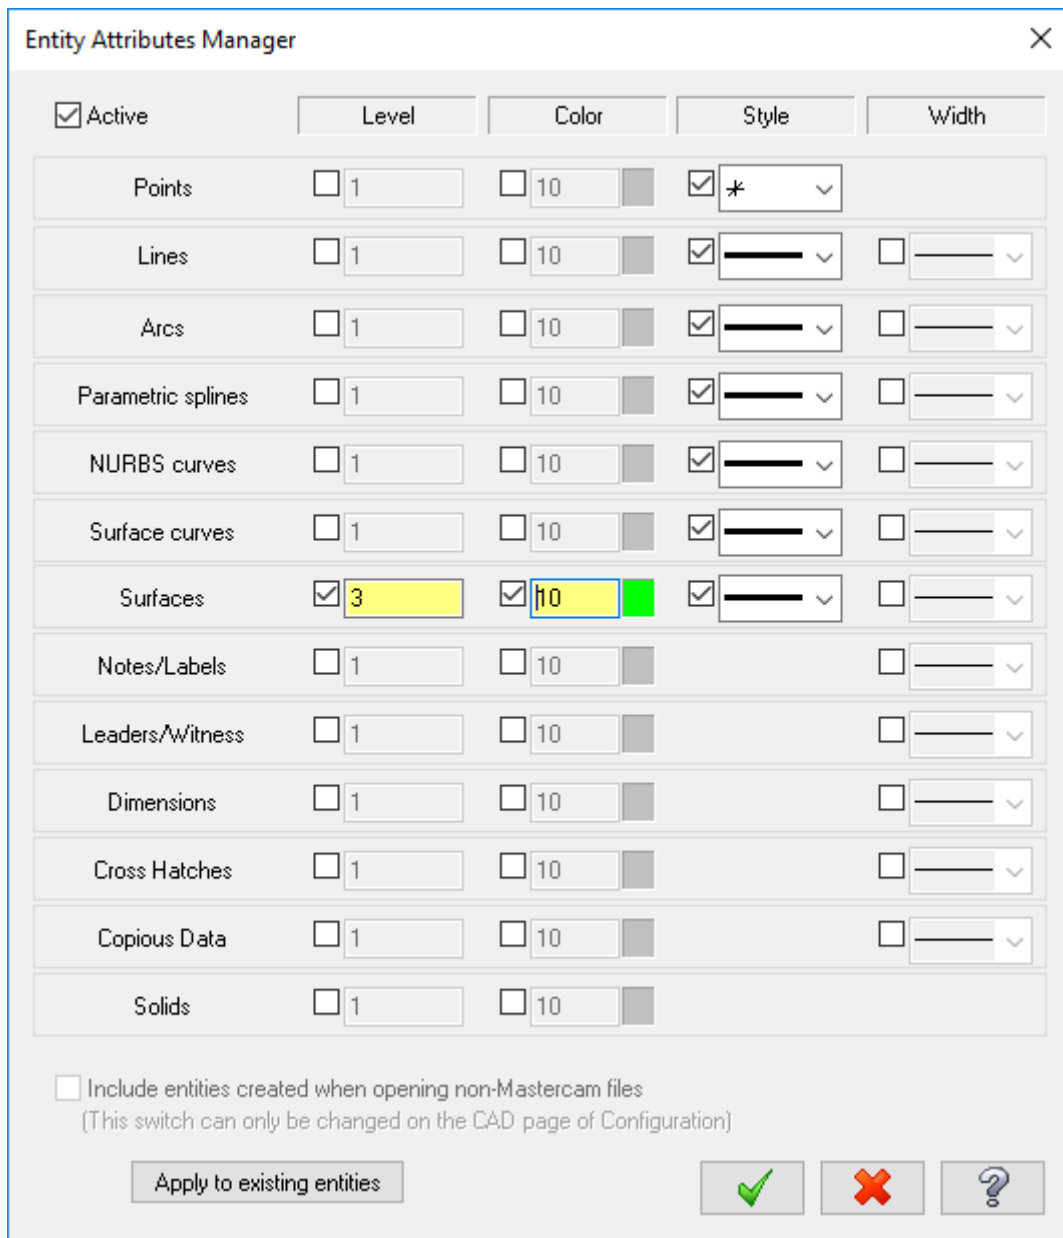 Entity Attributes Manager
Active Level Color Style Width
Points 1 10
Lines 1 10
Arcs 1 10
Parametric splines 1 10
NURBS curves 1 10
Surface curves 1 10
Surfaces 3 10
Notes/Labels 1 10
Leaders/Witness 1 10
Dimensions 1 10
Cross Hatches 1 10
Copious Data 1 10
Solids 1 10
Include entities created when opening non-Mastercam files
(This switch can only be changed on the CAD page of Configuration)
Apply to existing entities